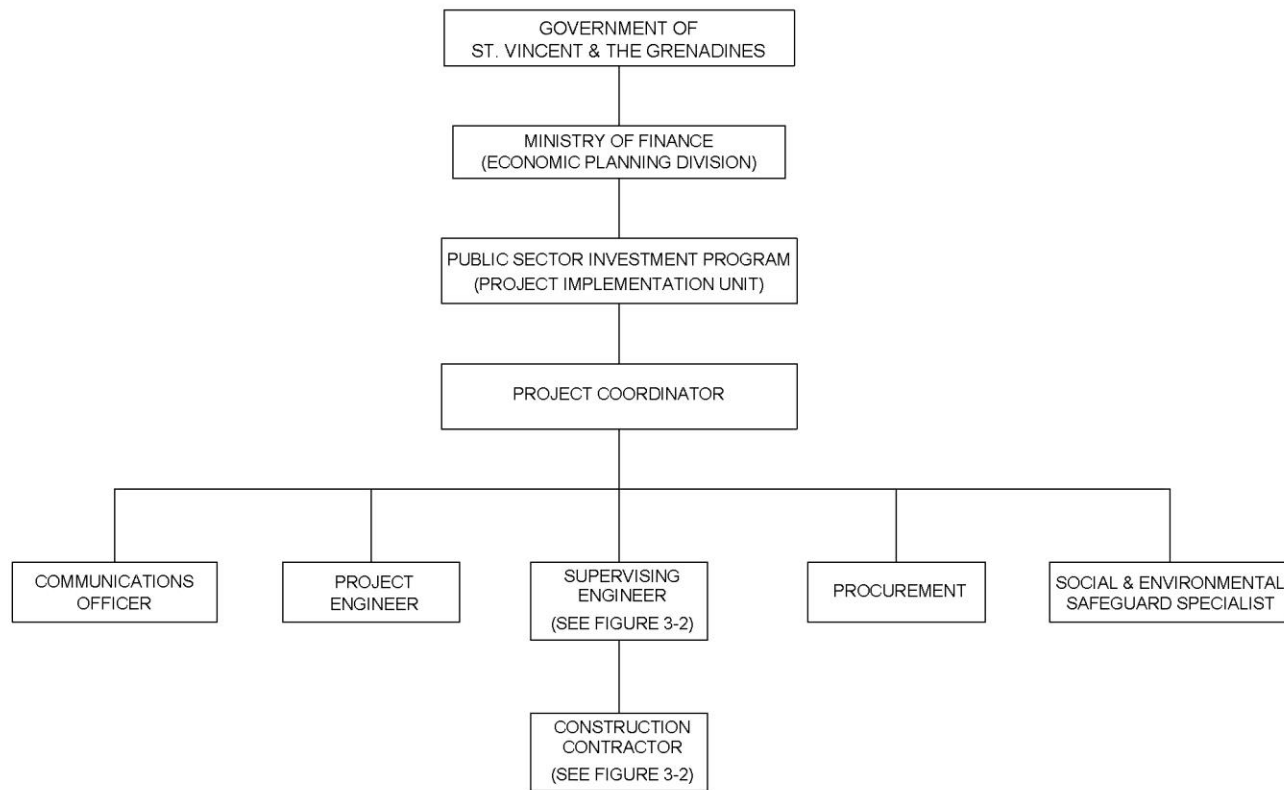 GOVERNMENT OF
ST. VINCENT & THE GRENADINES
MINISTRY OF FINANCE
(ECONOMIC PLANNING DIVISION)
PUBLIC SECTOR INVESTMENT PROGRAM
(PROJECT IMPLEMENTATION UNIT)
PROJECT COORDINATOR
COMMUNICATIONS
OFFICER
PROJECT
ENGINEER
SUPERVISING
ENGINEER
(SEE FIGURE 3-2)
PROCUREMENT
SOCIAL & ENVIRONMENTAL
SAFEGUARD SPECIALIST
CONSTRUCTION
CONTRACTOR
(SEE FIGURE 3-2)